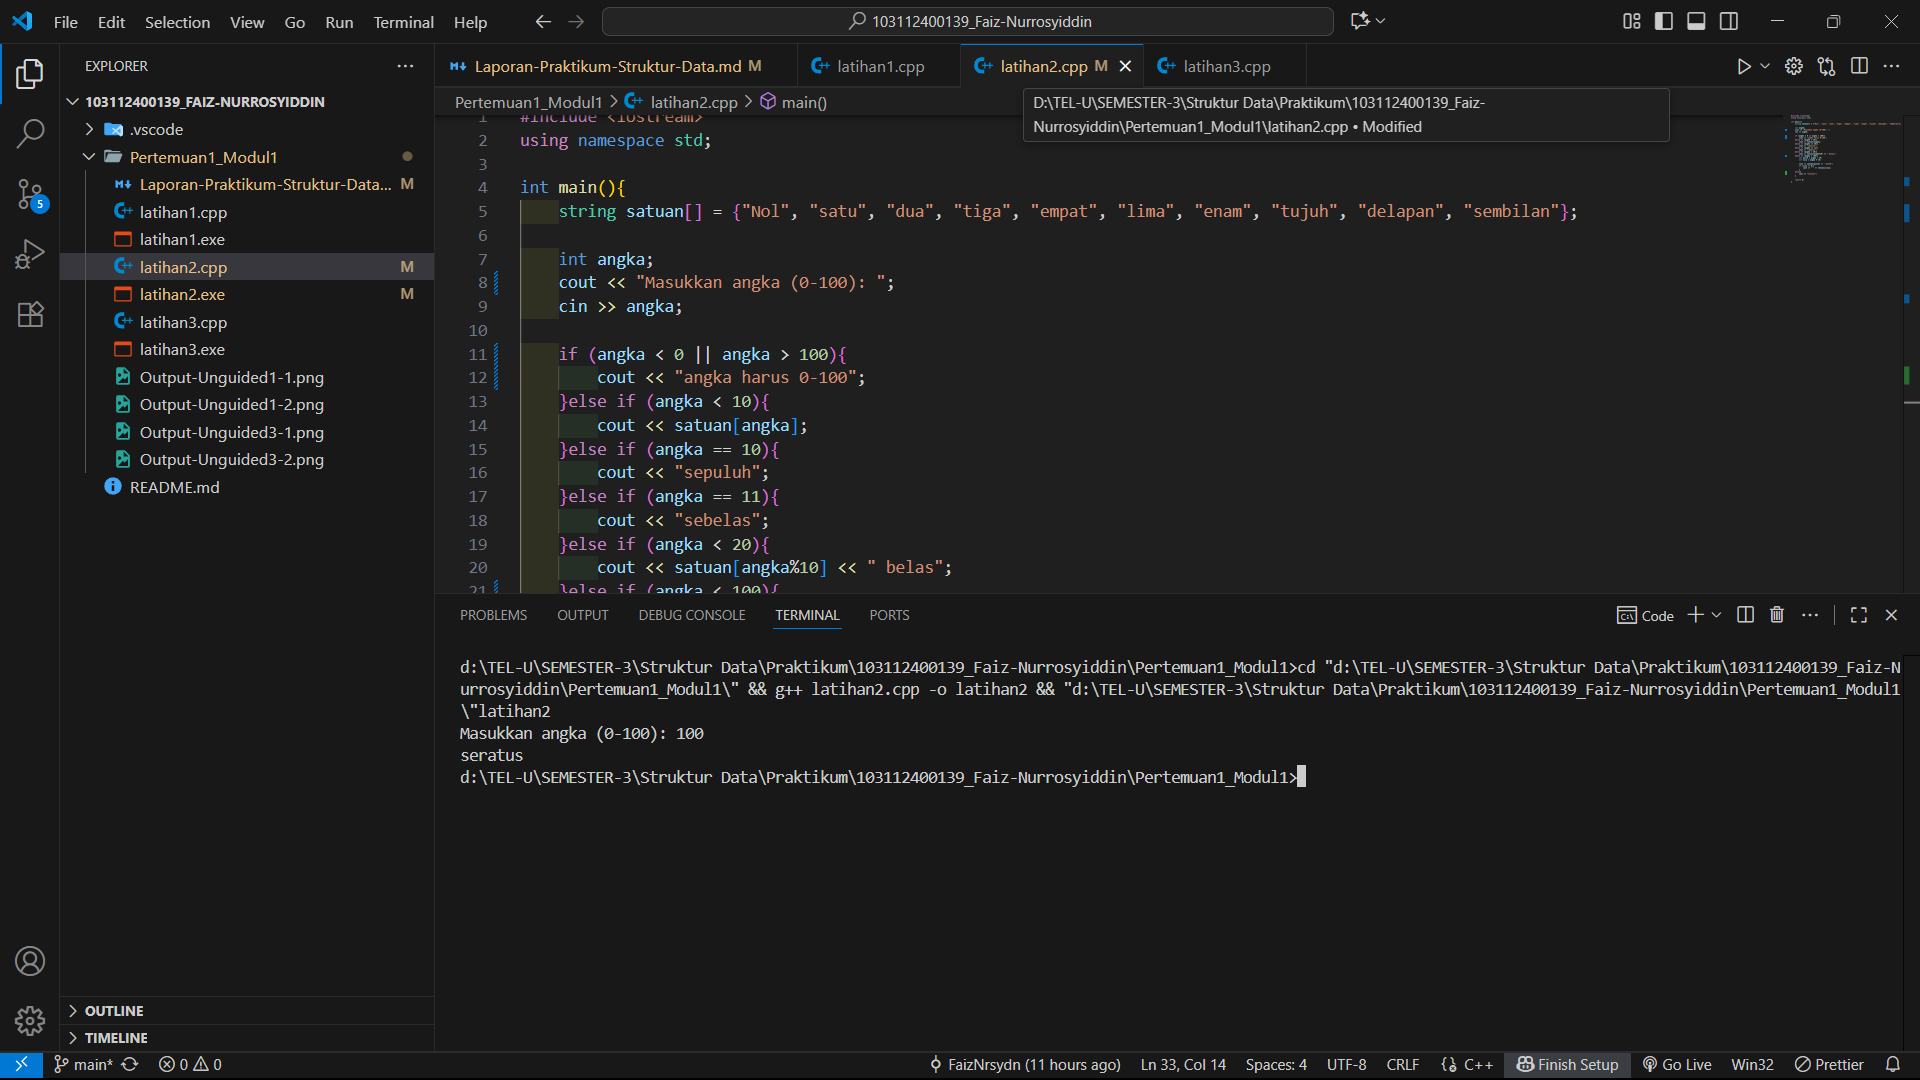 File Edit Selection View Go Run Terminal Help
103112400139_Faiz-Nurrosyiddin
EXPLORER
Laporan-Praktikum-Struktur-Data.md M
latihan1.cpp
latihan2.cpp M
latihan3.cpp
103112400139_FAIZ-NURROSYIDDIN
.vscode
Pertemuan1_Modul1
Laporan-Praktikum-Struktur-Data... M
latihan1.cpp
latihan1.exe
latihan2.cpp M
latihan2.exe M
latihan3.cpp
latihan3.exe
Output-Unguided1-1.png
Output-Unguided1-2.png
Output-Unguided3-1.png
Output-Unguided3-2.png
README.md
5
OUTLINE
TIMELINE
Pertemuan1_Modul1 > latihan2.cpp > main()
D:\TEL-U\SEMESTER-3\Struktur Data\Praktikum\103112400139_Faiz-
Nurrosyiddin\Pertemuan1_Modul1\latihan2.cpp • Modified
1 #include <iostream>
2 using namespace std;
3
4 int main(){
5 string satuan[] = {"Nol", "satu", "dua", "tiga", "empat", "lima", "enam", "tujuh", "delapan", "sembilan"};
6
7 int angka;
8 cout << "Masukkan angka (0-100): ";
9 cin >> angka;
10
11 if (angka < 0 || angka > 100){
12 cout << "angka harus 0-100";
13 }else if (angka < 10){
14 cout << satuan[angka];
15 }else if (angka == 10){
16 cout << "sepuluh";
17 }else if (angka == 11){
18 cout << "sebelas";
19 }else if (angka < 20){
20 cout << satuan[angka%10] << " belas";
21 }else if (angka < 100){
PROBLEMS OUTPUT DEBUG CONSOLE TERMINAL PORTS
Code
d:\TEL-U\SEMESTER-3\Struktur Data\Praktikum\103112400139_Faiz-Nurrosyiddin\Pertemuan1_Modul1>cd "d:\TEL-U\SEMESTER-3\Struktur Data\Praktikum\103112400139_Faiz-N
urrosyiddin\Pertemuan1_Modul1\" && g++ latihan2.cpp -o latihan2 && "d:\TEL-U\SEMESTER-3\Struktur Data\Praktikum\103112400139_Faiz-Nurrosyiddin\Pertemuan1_Modul1
\"latihan2
Masukkan angka (0-100): 100
seratus
d:\TEL-U\SEMESTER-3\Struktur Data\Praktikum\103112400139_Faiz-Nurrosyiddin\Pertemuan1_Modul1>
main* 0 0 FaizNrsydn (11 hours ago) Ln 33, Col 14 Spaces: 4 UTF-8 CRLF {} C++ Finish Setup Go Live Win32 Prettier